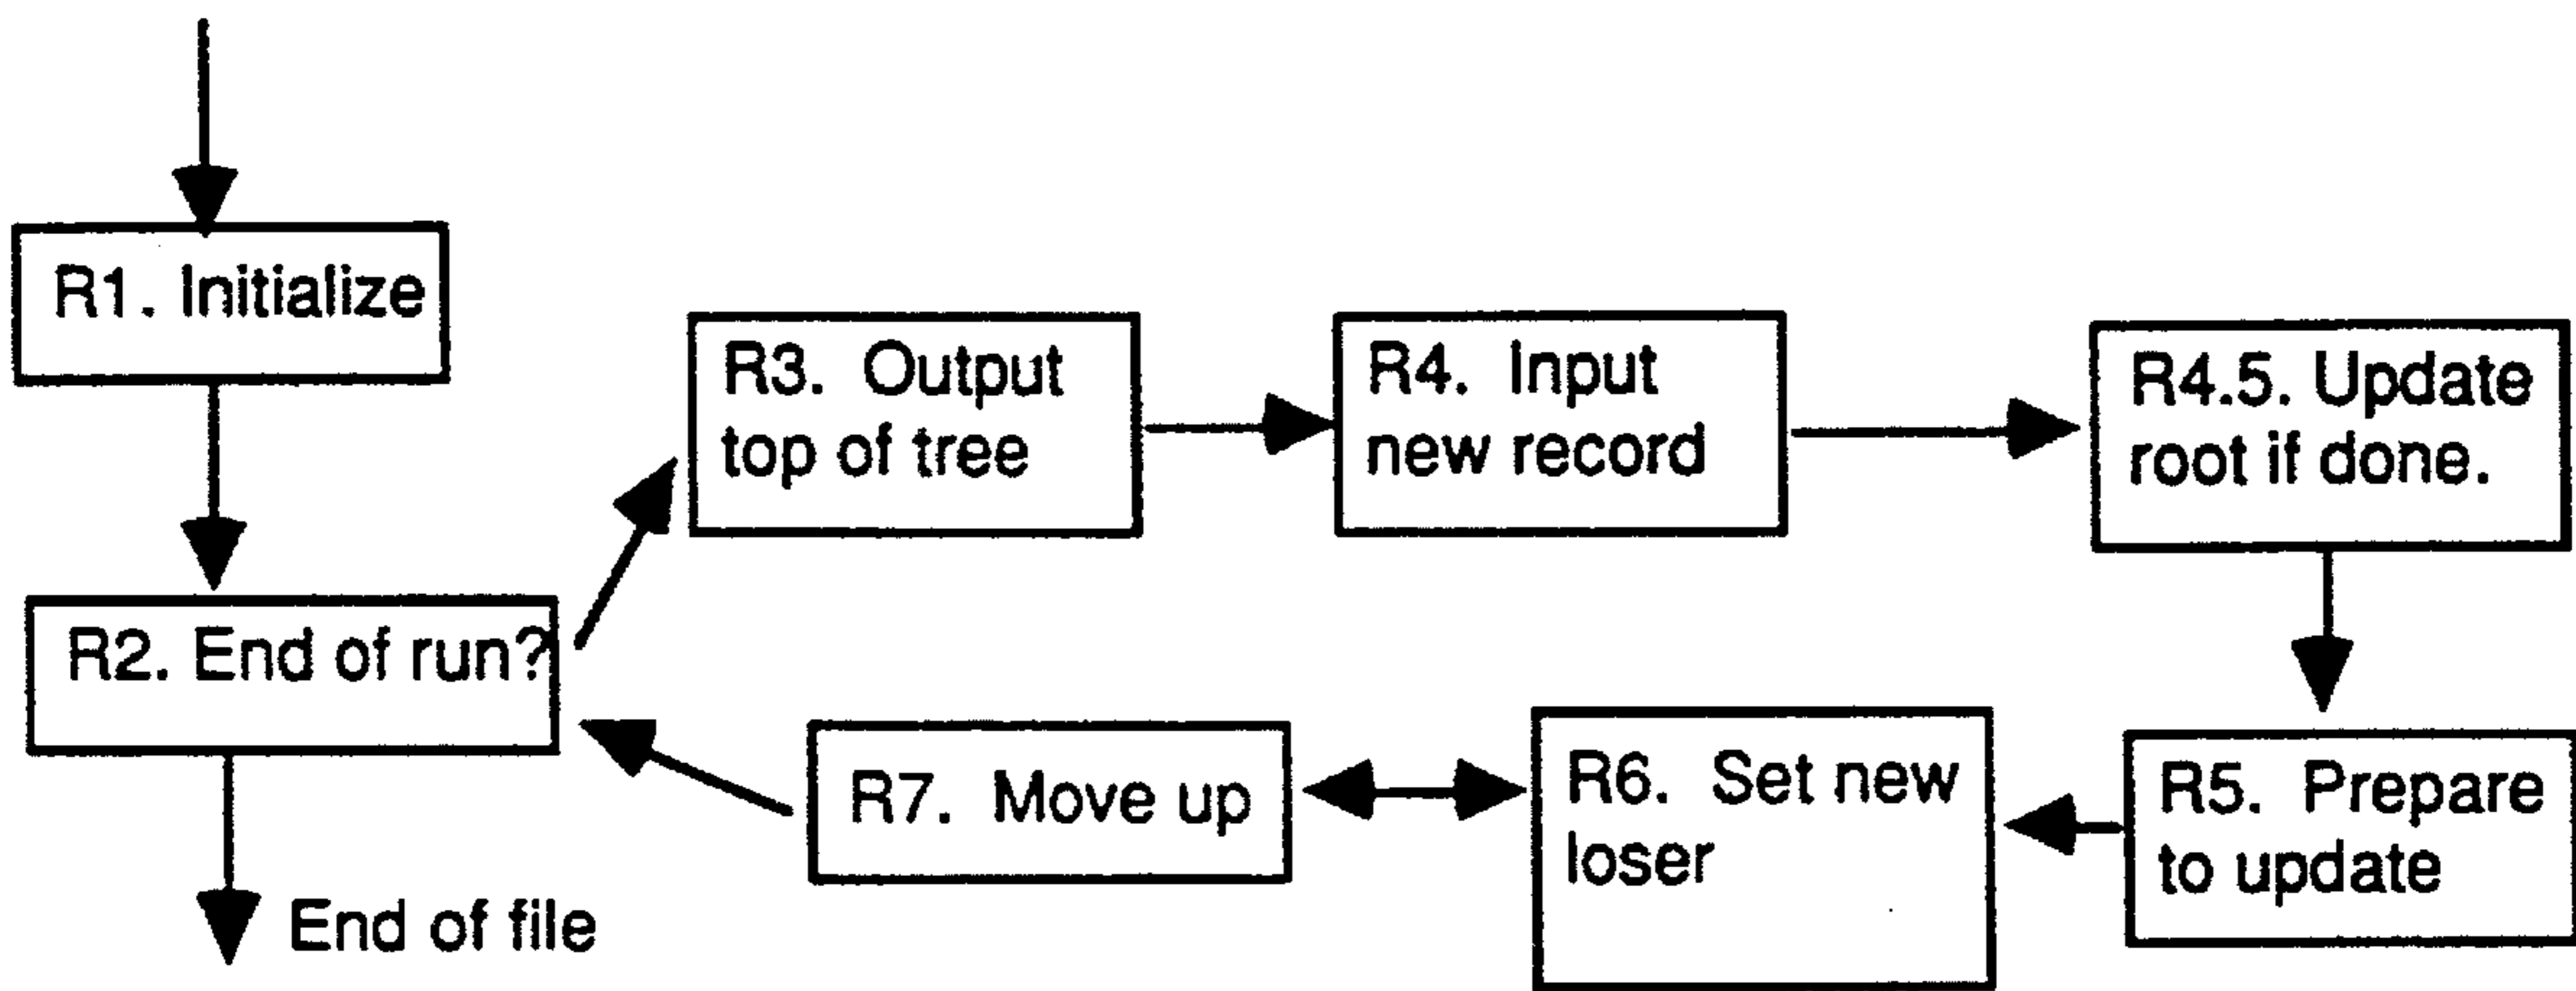 R1. Initialize
R2. End of run?
End of file
R3. Output
top of tree
R4. Input
new record
R4.5. Update
root if done.
R5. Prepare
to update
R6. Set new
loser
R7. Move up